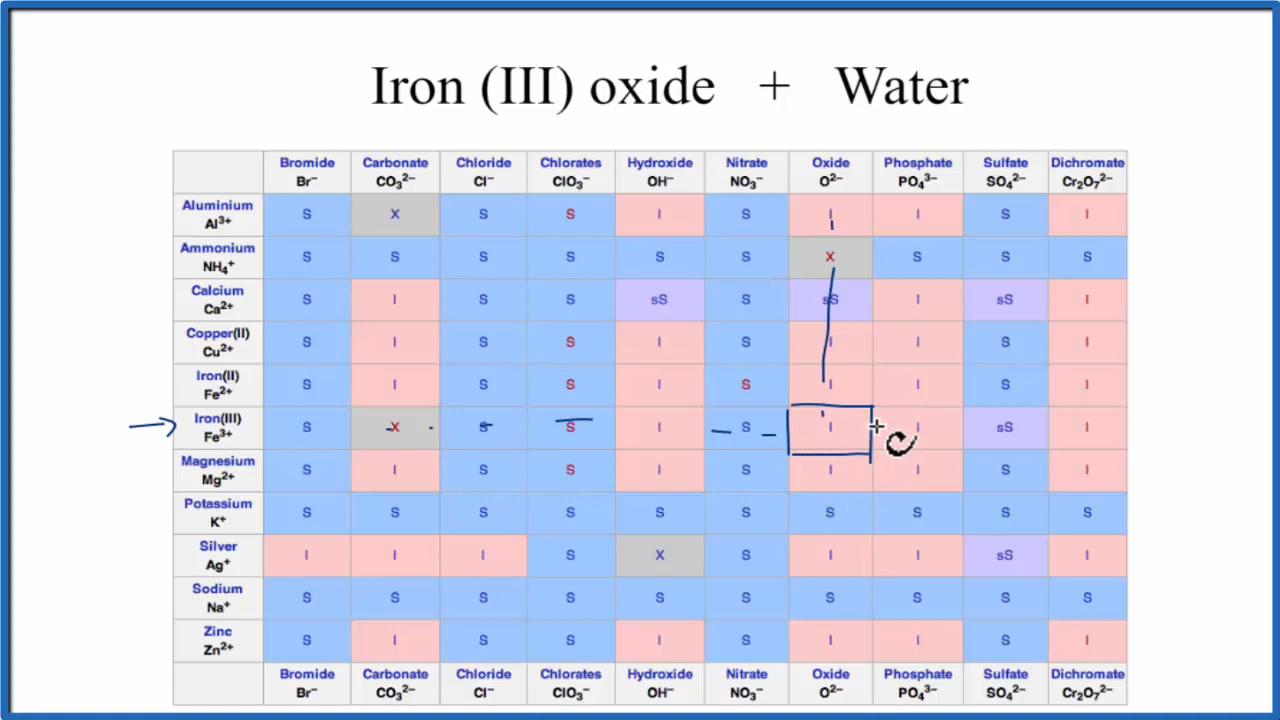 Iron (III) oxide + Water
Bromide Carbonate Chloride Chlorates Hydroxide Nitrate Oxide Phosphate Sulfate Dichromate
Br⁻ CO₃²⁻ Cl⁻ ClO₃⁻ OH⁻ NO₃⁻ O²⁻ PO₄³⁻ SO₄²⁻ Cr₂O₇²⁻
Aluminium
Al³⁺ S X S S I S I I S I
Ammonium
NH₄⁺ S S S S S S X S S S
Calcium
Ca²⁺ S I S S sS S sS I sS I
Copper(II)
Cu²⁺ S I S S I S I I S I
Iron(II)
Fe²⁺ S I S S I S I I S I
Iron(III)
Fe³⁺ S X S S I S I I sS I
Magnesium
Mg²⁺ S I S S I S I I S I
Potassium
K⁺ S S S S S S S S S S
Silver
Ag⁺ I I I S X S I I sS I
Sodium
Na⁺ S S S S S S S S S S
Zinc
Zn²⁺ S I S S I S I I S I
Bromide Carbonate Chloride Chlorates Hydroxide Nitrate Oxide Phosphate Sulfate Dichromate
Br⁻ CO₃²⁻ Cl⁻ ClO₃⁻ OH⁻ NO₃⁻ O²⁻ PO₄³⁻ SO₄²⁻ Cr₂O₇²⁻